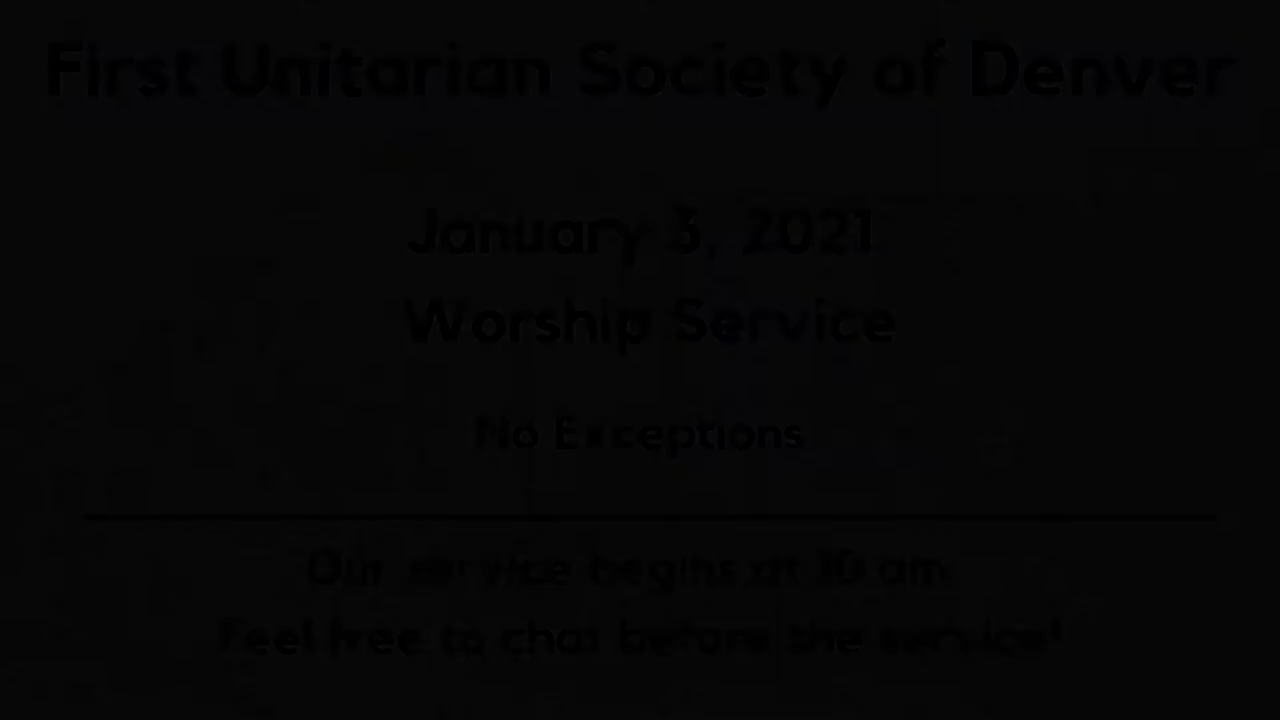 First Unitarian Society of Denver
January 3, 2021
Worship Service
No Exceptions
Our service begins at 10 am.
Feel free to chat before the service!